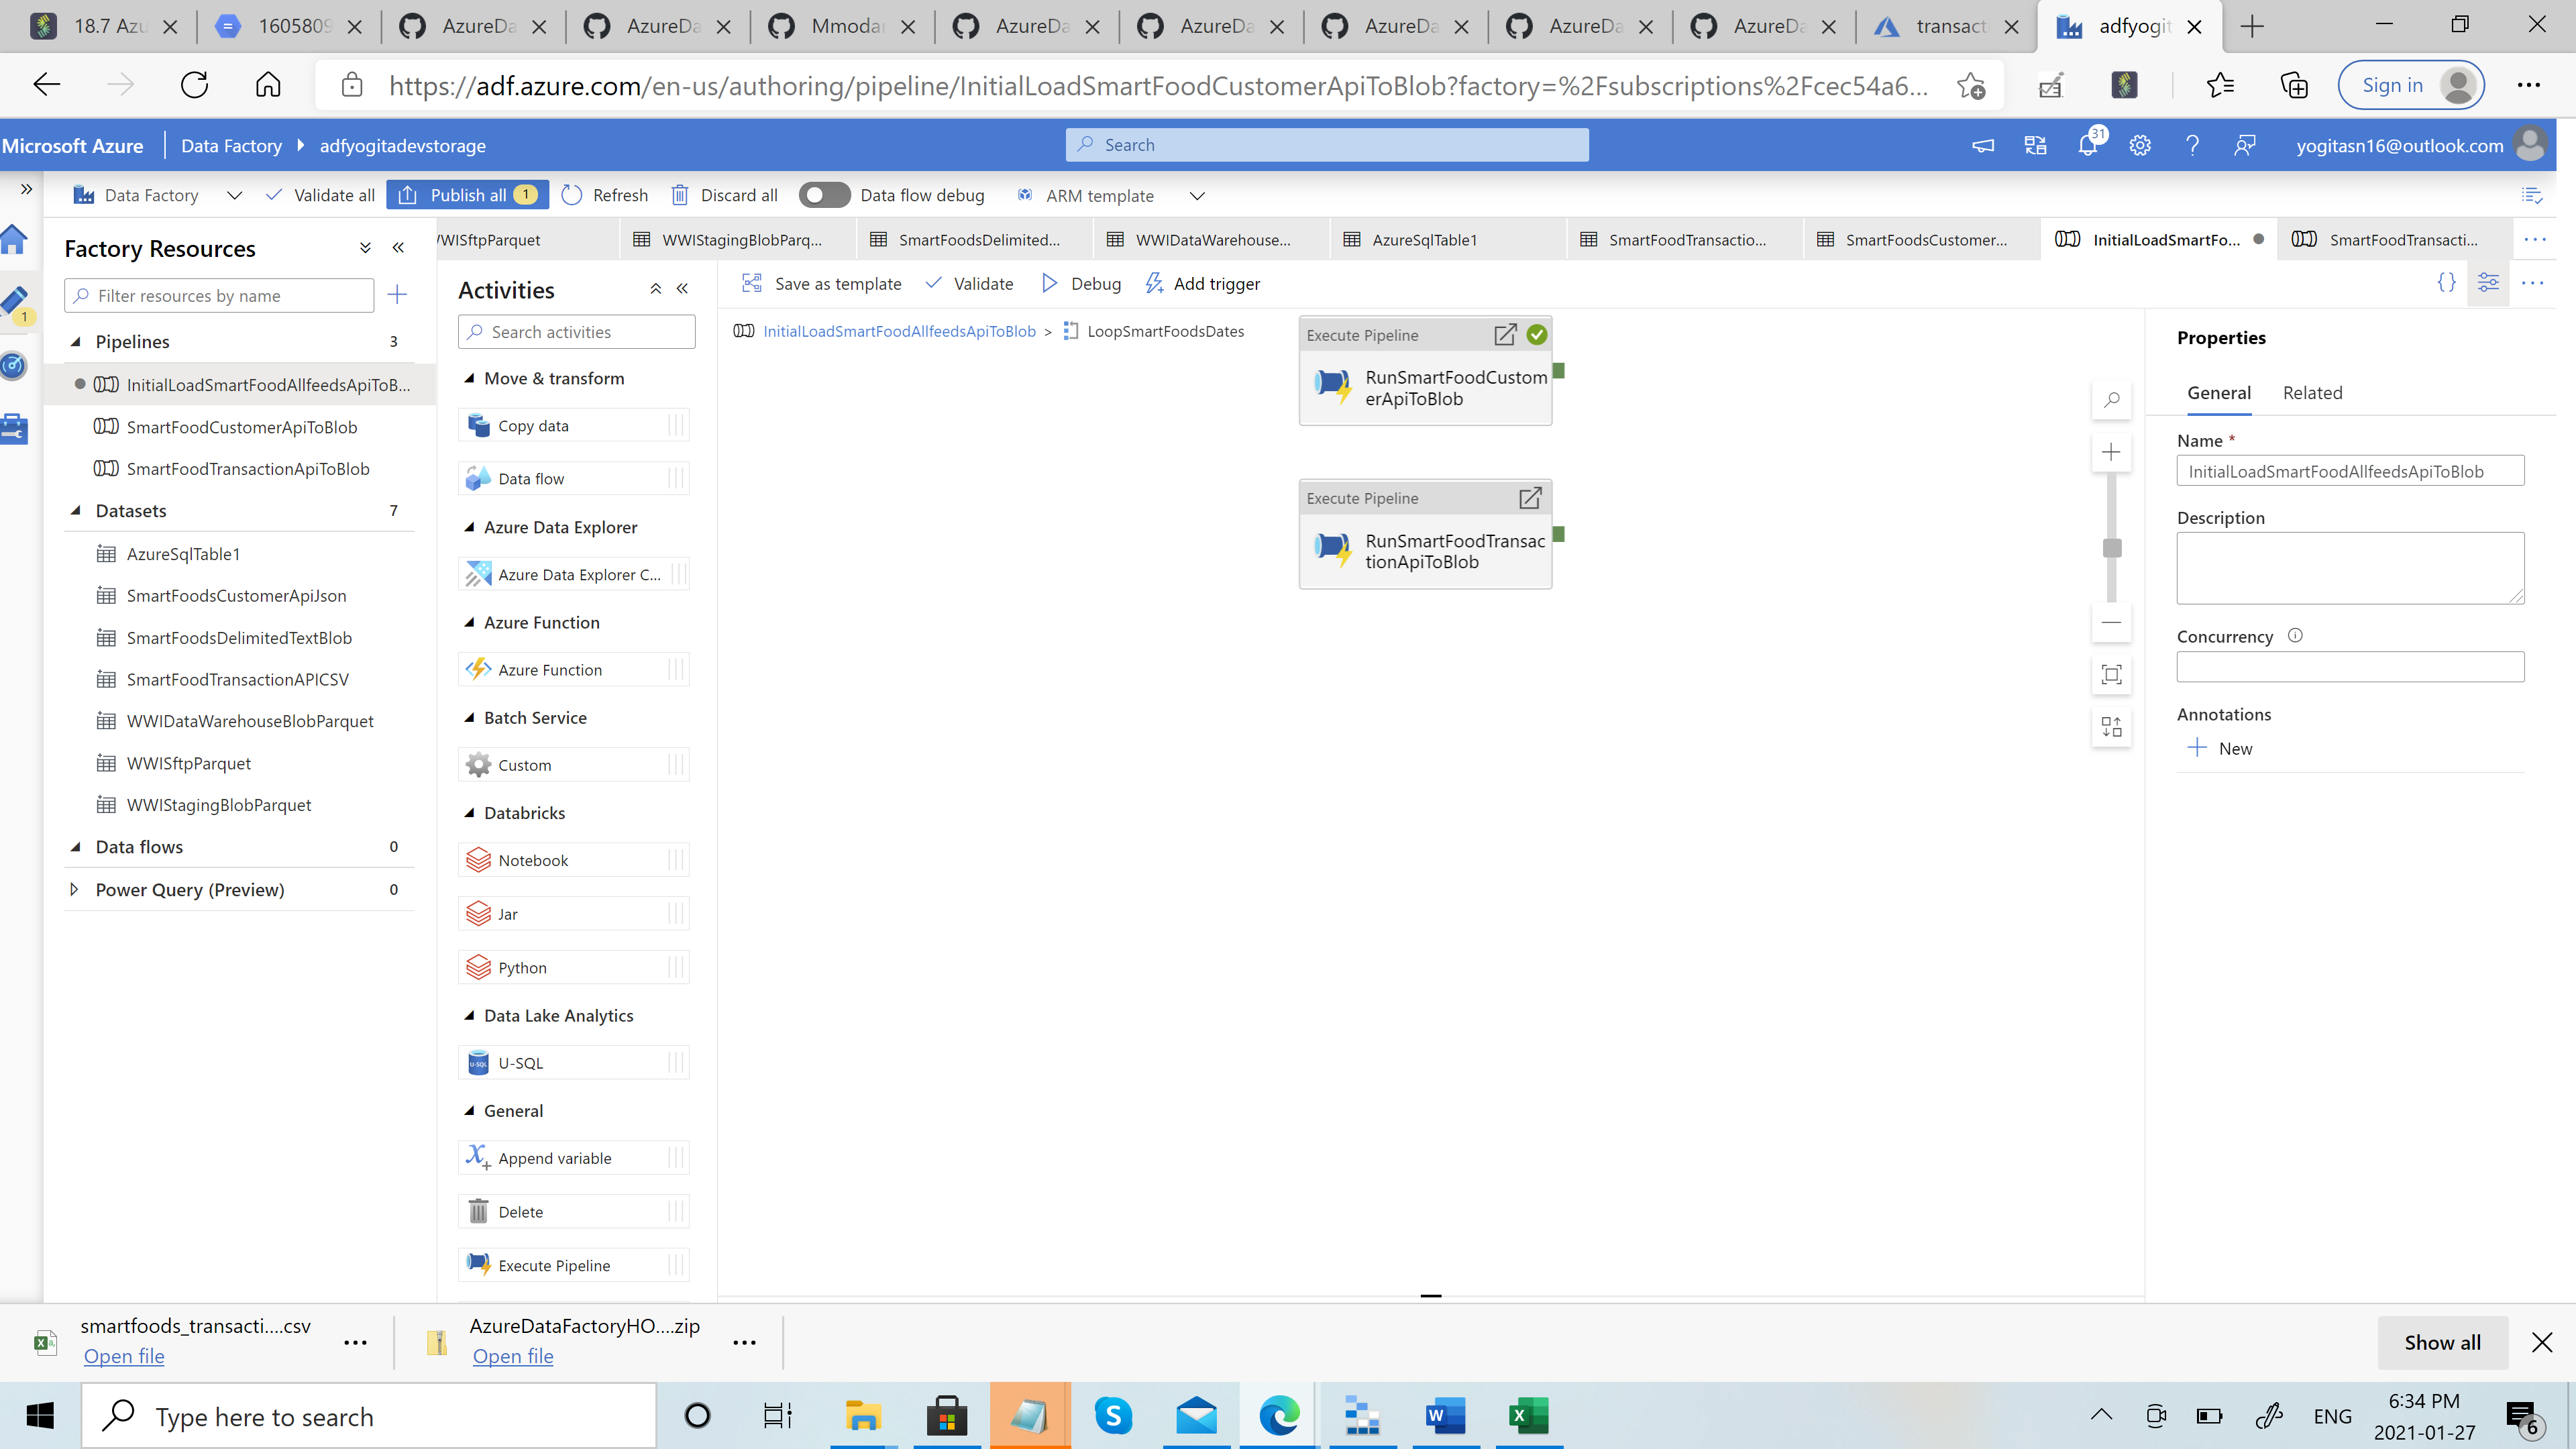 18.7 Azu
1605809
AzureDa
AzureDa
Mmodar
AzureDa
AzureDa
AzureDa
AzureDa
AzureDa
transacti
adfyogit
https://adf.azure.com/en-us/authoring/pipeline/InitialLoadSmartFoodCustomerApiToBlob?factory=%2Fsubscriptions%2Fcec54a6...
Sign in
Microsoft Azure
Data Factory
adfyogitadevstorage
Search
31
yogitasn16@outlook.com
Data Factory
Validate all
Publish all 1
Refresh
Discard all
Data flow debug
ARM template
Factory Resources
WWISftpParquet
WWIStagingBlobParq...
SmartFoodsDelimited...
WWIDataWarehouse...
AzureSqlTable1
SmartFoodTransactio...
SmartFoodsCustomer...
InitialLoadSmartFo...
SmartFoodTransacti...
Filter resources by name
1
Pipelines 3
InitialLoadSmartFoodAllfeedsApiToB...
SmartFoodCustomerApiToBlob
SmartFoodTransactionApiToBlob
Datasets 7
AzureSqlTable1
SmartFoodsCustomerApiJson
SmartFoodsDelimitedTextBlob
SmartFoodTransactionAPICSV
WWIDataWarehouseBlobParquet
WWISftpParquet
WWIStagingBlobParquet
Data flows 0
Power Query (Preview) 0
Activities
Search activities
Move & transform
Copy data
Data flow
Azure Data Explorer
Azure Data Explorer C...
Azure Function
Azure Function
Batch Service
Custom
Databricks
Notebook
Jar
Python
Data Lake Analytics
U-SQL
General
Append variable
Delete
Execute Pipeline
Save as template
Validate
Debug
Add trigger
InitialLoadSmartFoodAllfeedsApiToBlob > LoopSmartFoodsDates
Execute Pipeline
RunSmartFoodCustom
erApiToBlob
Execute Pipeline
RunSmartFoodTransac
tionApiToBlob
Properties
General
Related
Name *
InitialLoadSmartFoodAllfeedsApiToBlob
Description
Concurrency
Annotations
New
smartfoods_transacti....csv
Open file
AzureDataFactoryHO....zip
Open file
Show all
Type here to search
ENG
6:34 PM
2021-01-27
6